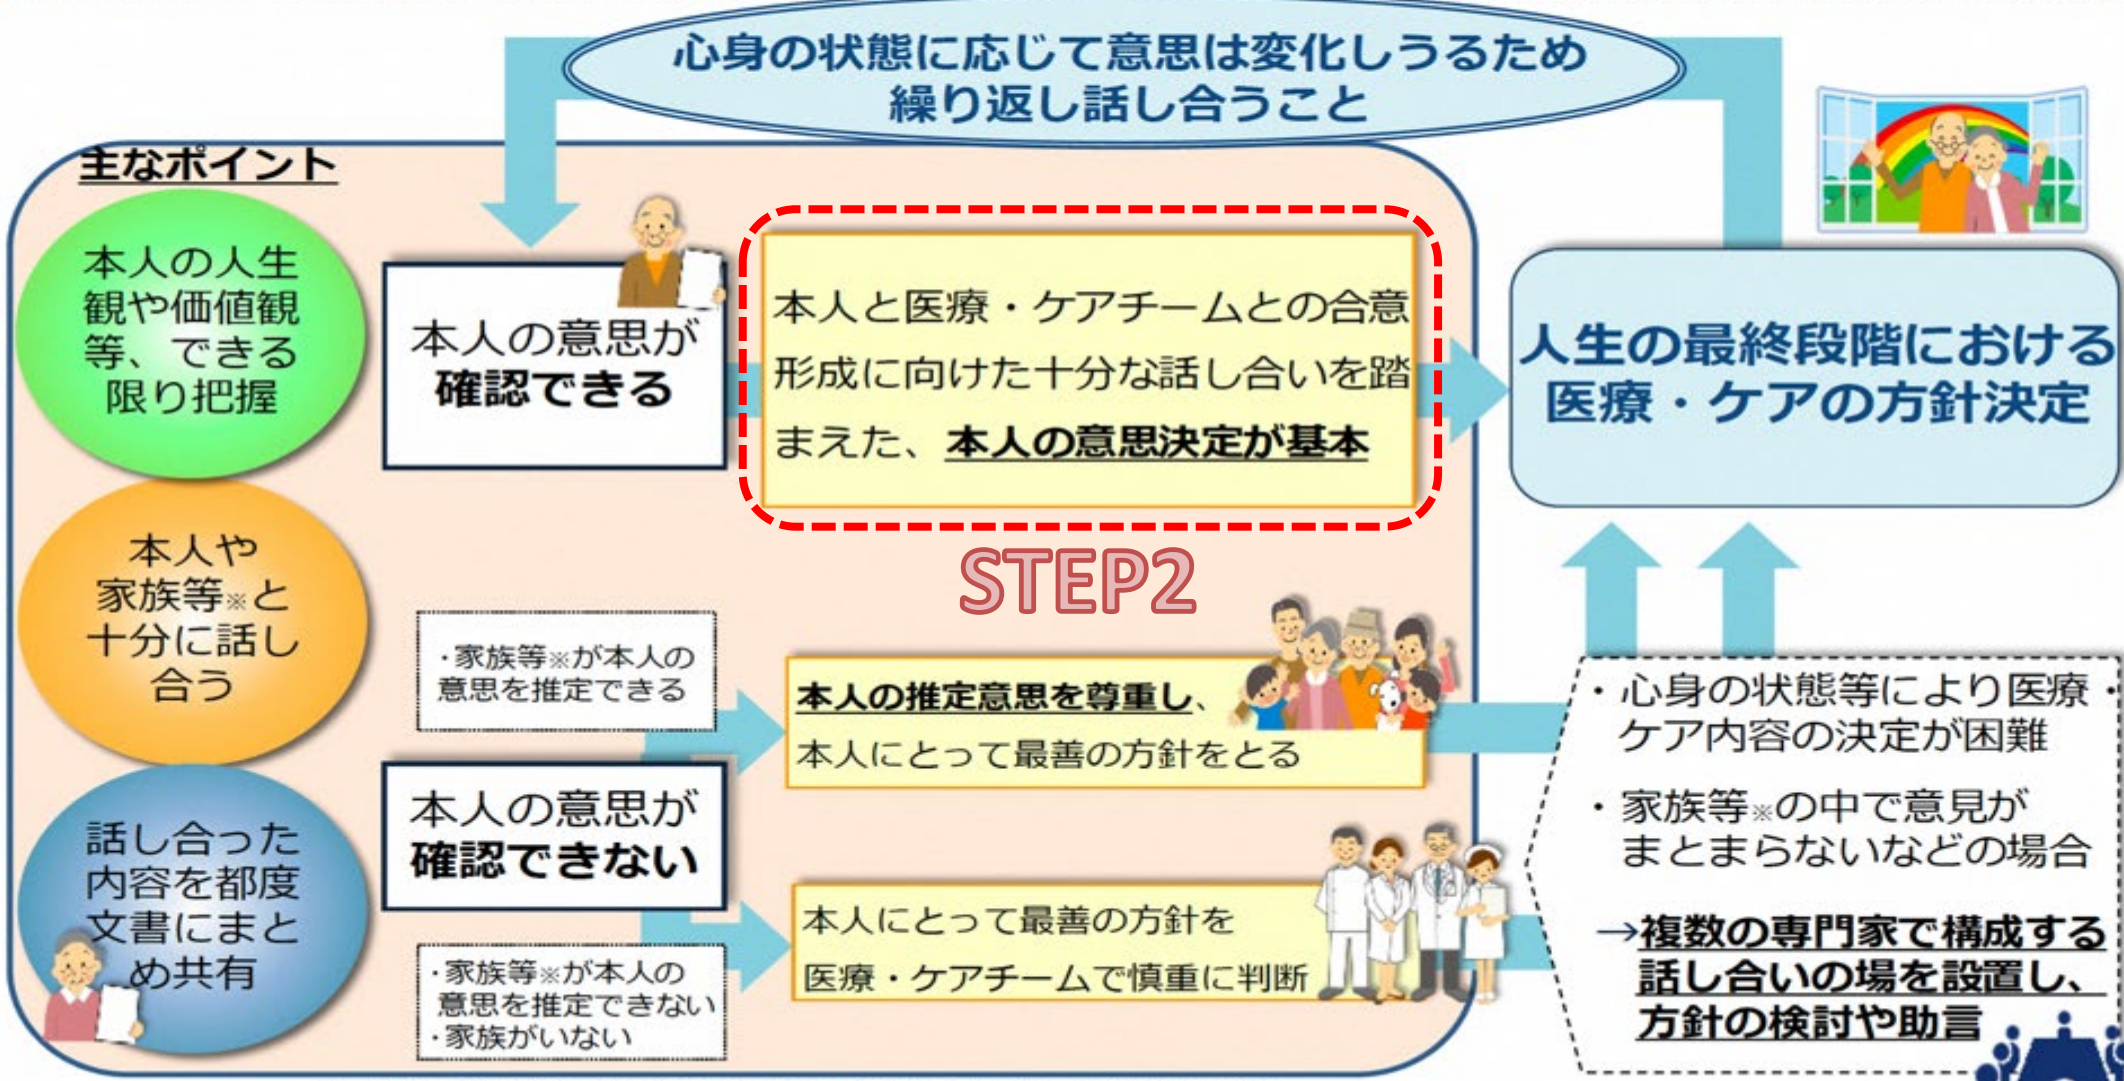 心身の状態に応じて意思は変化しうるため
繰り返し話し合うこと
主なポイント
本人の人生
観や価値観
等、できる
限り把握
本人や
家族等※と
十分に話し
合う
話し合った
内容を都度
文書にまと
め共有
本人の意思が
確認できる
本人と医療・ケアチームとの合意
形成に向けた十分な話し合いを踏
まえた、本人の意思決定が基本
STEP2
人生の最終段階における
医療・ケアの方針決定
・家族等※が本人の
意思を推定できる
本人の意思が
確認できない
・家族等※が本人の
意思を推定できない
・家族がいない
本人の推定意思を尊重し、
本人にとって最善の方針をとる
本人にとって最善の方針を
医療・ケアチームで慎重に判断
・心身の状態等により医療・
ケア内容の決定が困難
・家族等※の中で意見が
まとまらないなどの場合
→複数の専門家で構成する
話し合いの場を設置し、
方針の検討や助言